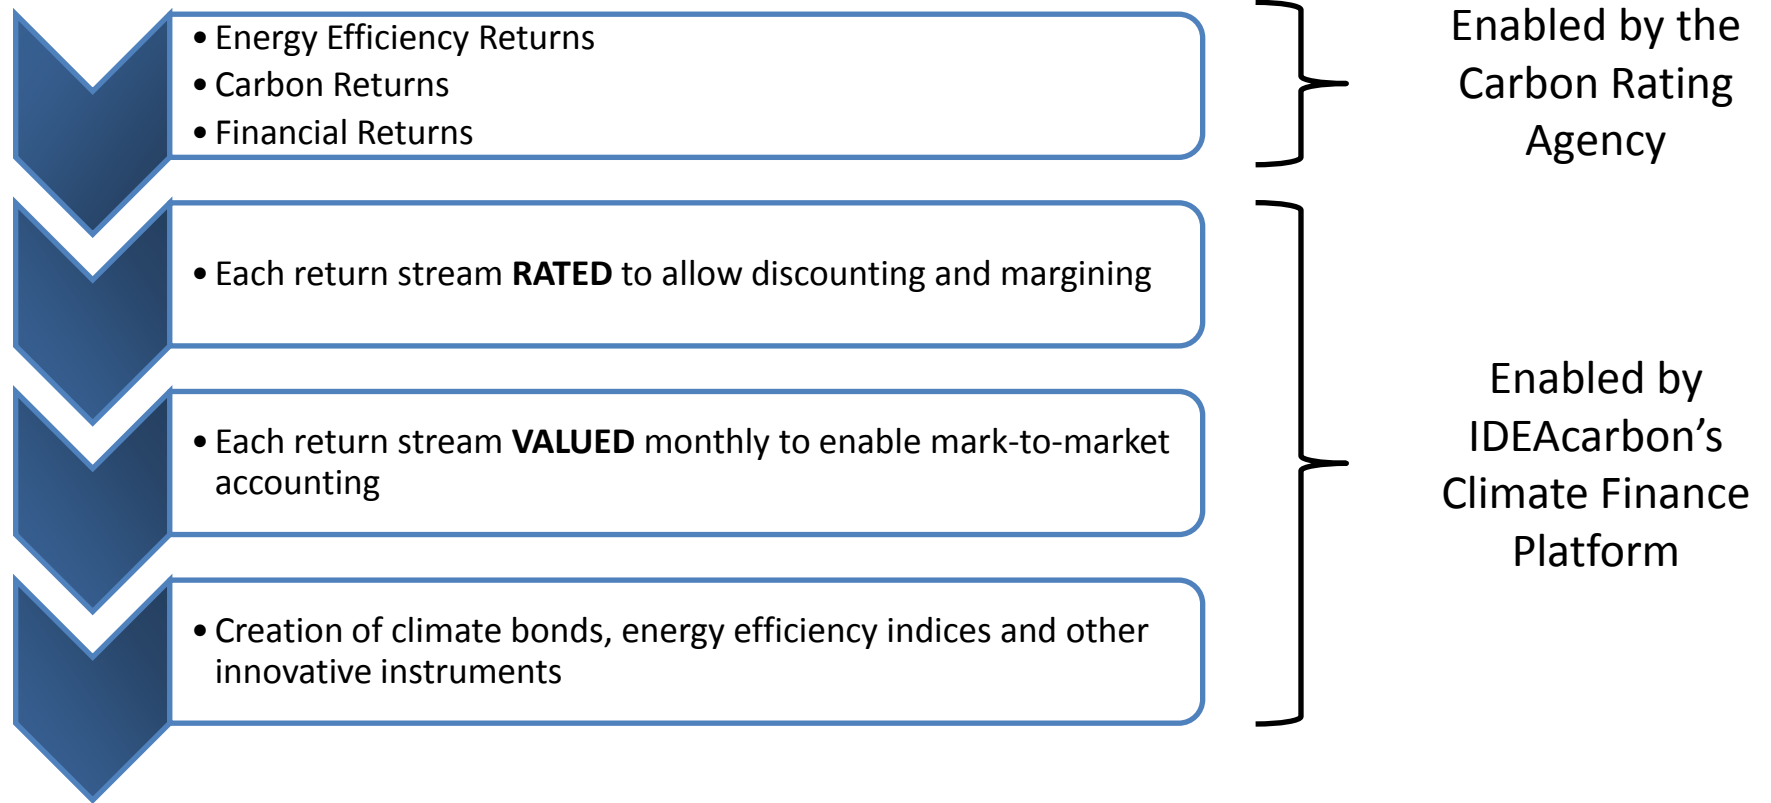 • Energy Efficiency Returns
• Carbon Returns
• Financial Returns
Enabled by the
Carbon Rating
Agency
• Each return stream RATED to allow discounting and margining
• Each return stream VALUED monthly to enable mark-to-market
accounting
• Creation of climate bonds, energy efficiency indices and other
innovative instruments
Enabled by
IDEAcarbon’s
Climate Finance
Platform